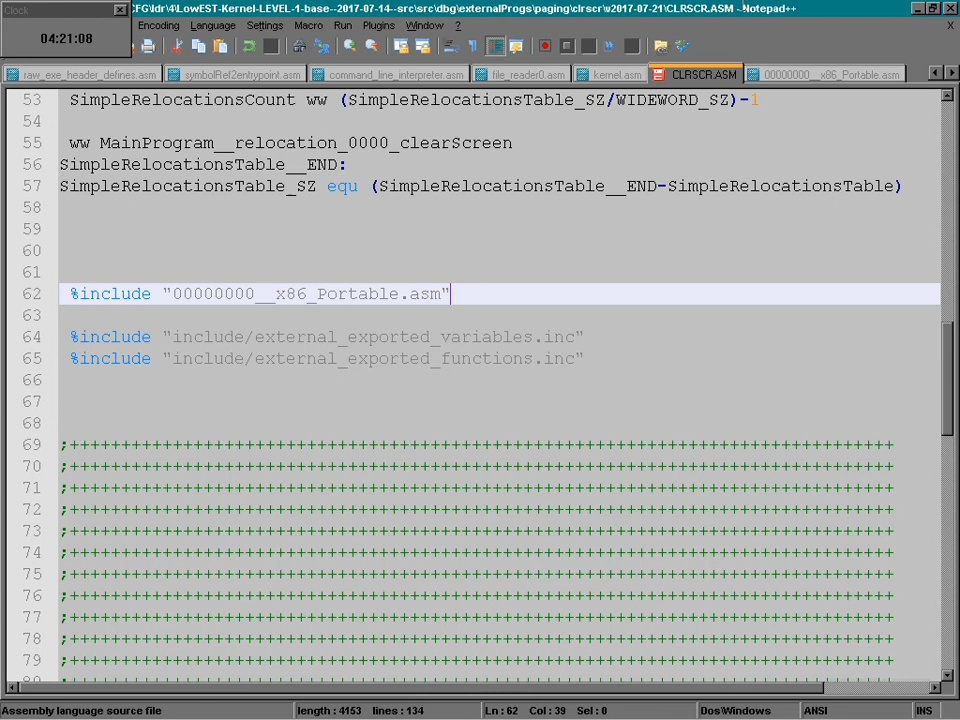 Clock
CFG\ldr\4\LowEST-Kernel-LEVEL-1-base--2017-07-14--src\src\dbg\externalProgs\paging\clrscr\v2017-07-21\CLRSCR.ASM - Notepad++
04:21:08
Encoding Language Settings Macro Run Plugins Window ? X
raw_exe_header_defines.asm symbolRef2entrypoint.asm command_line_interpreter.asm file_reader0.asm kernel.asm CLRSCR.ASM 00000000__x86_Portable.asm
53 SimpleRelocationsCount ww (SimpleRelocationsTable_SZ/WIDEWORD_SZ)-1
54
55 ww MainProgram__relocation_0000_clearScreen
56 SimpleRelocationsTable__END:
57 SimpleRelocationsTable_SZ equ (SimpleRelocationsTable__END-SimpleRelocationsTable)
58
59
60
61
62 %include "00000000__x86_Portable.asm"
63
64 %include "include/external_exported_variables.inc"
65 %include "include/external_exported_functions.inc"
66
67
68
69 ;++++++++++++++++++++++++++++++++++++++++++++++++++++++++++++++++++++++++++++++++
70 ;++++++++++++++++++++++++++++++++++++++++++++++++++++++++++++++++++++++++++++++++
71 ;++++++++++++++++++++++++++++++++++++++++++++++++++++++++++++++++++++++++++++++++
72 ;++++++++++++++++++++++++++++++++++++++++++++++++++++++++++++++++++++++++++++++++
73 ;++++++++++++++++++++++++++++++++++++++++++++++++++++++++++++++++++++++++++++++++
74 ;++++++++++++++++++++++++++++++++++++++++++++++++++++++++++++++++++++++++++++++++
75 ;++++++++++++++++++++++++++++++++++++++++++++++++++++++++++++++++++++++++++++++++
76 ;++++++++++++++++++++++++++++++++++++++++++++++++++++++++++++++++++++++++++++++++
77 ;++++++++++++++++++++++++++++++++++++++++++++++++++++++++++++++++++++++++++++++++
78 ;++++++++++++++++++++++++++++++++++++++++++++++++++++++++++++++++++++++++++++++++
79 ;++++++++++++++++++++++++++++++++++++++++++++++++++++++++++++++++++++++++++++++++
Assembly language source file length : 4153 lines : 134 Ln : 62 Col : 39 Sel : 0 Dos\Windows ANSI INS